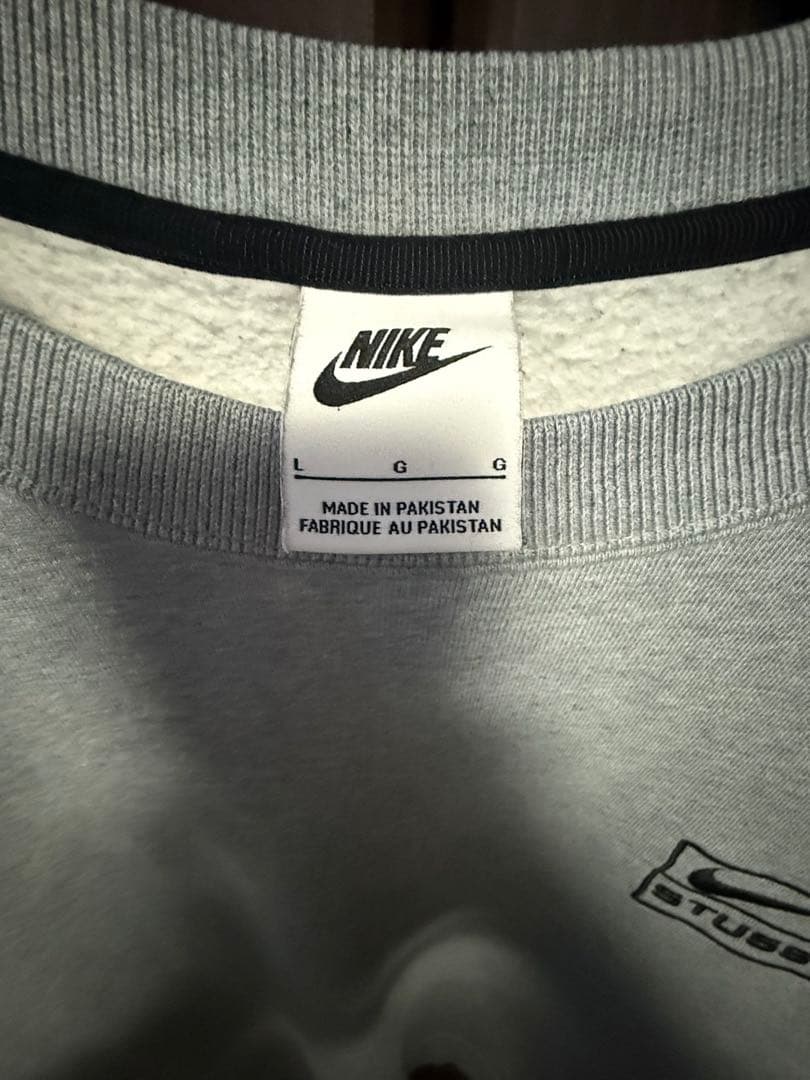 NIKE
L G G
MADE IN PAKISTAN
FABRIQUE AU PAKISTAN
STUSS